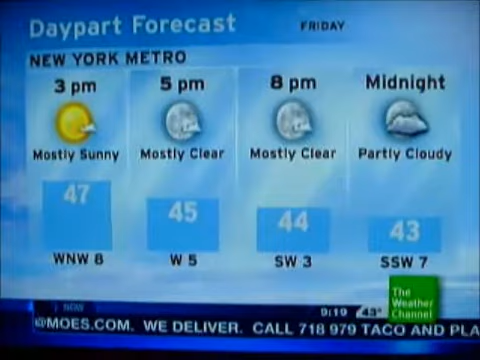 Daypart Forecast
FRIDAY
NEW YORK METRO
3 pm 5 pm 8 pm Midnight
Mostly Sunny Mostly Clear Mostly Clear Partly Cloudy
47 45 44 43
WNW 8 W 5 SW 3 SSW 7
The
Weather
Channel
NOW
9:19 43°
@MOES.COM. WE DELIVER. CALL 718 979 TACO AND PLA